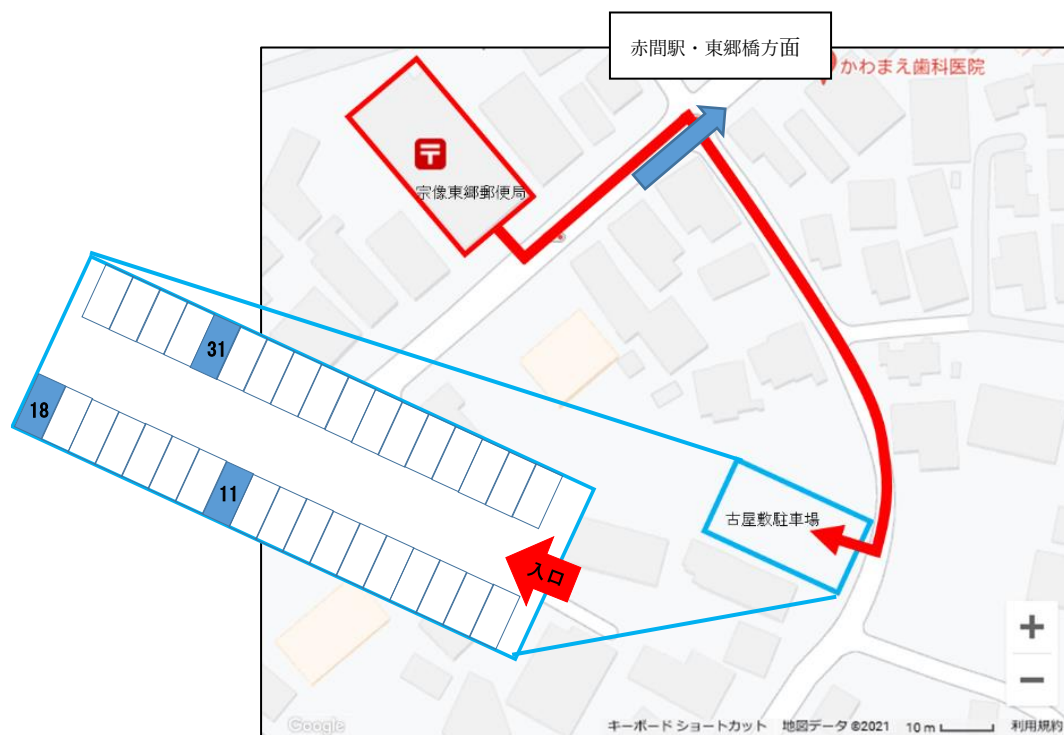 赤間駅・東郷橋方面
かわまえ歯科医院
宗像東郷郵便局
31
18
11
古屋敷駐車場
入口
+
−
Google
キーボード ショートカット 地図データ ©2021 10 m 利用規約